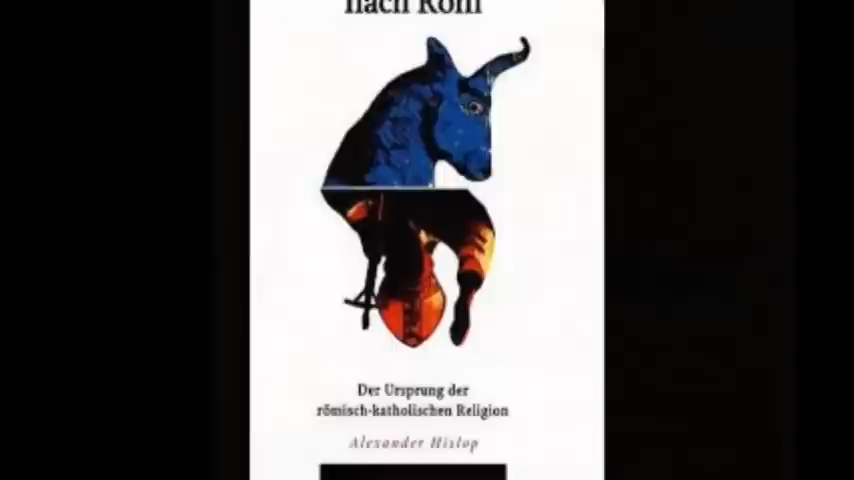 nach Rom
Der Ursprung der
römisch-katholischen Religion
Alexander Hislop